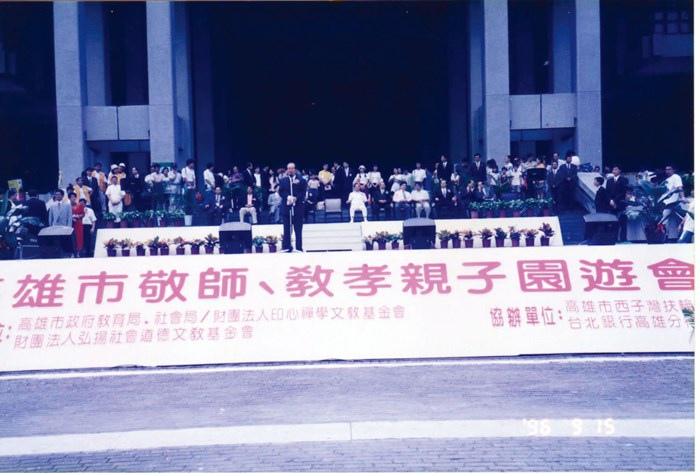 高雄市敬師、教孝親子園遊會
位:高雄市政府教育局、社會局/財團法人印心禪學文教基金會
財團法人弘揚社會道德文教基金會
協辦單位:高雄市西子灣扶輪
台北銀行高雄分
'96 9 15